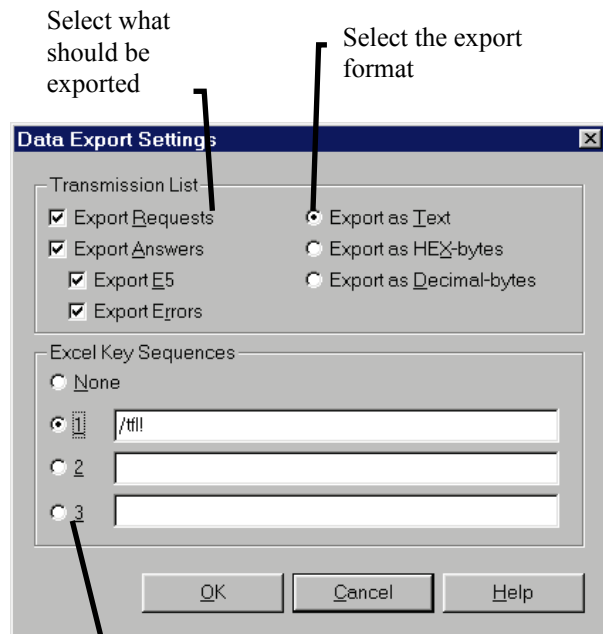 Select what
should be
exported
Select the export
format
Data Export Settings
Transmission List
Export Requests
Export as Text
Export Answers
Export as HEX-bytes
Export E5
Export as Decimal-bytes
Export Errors
Excel Key Sequences
None
1 /tfl!
2
3
OK Cancel Help